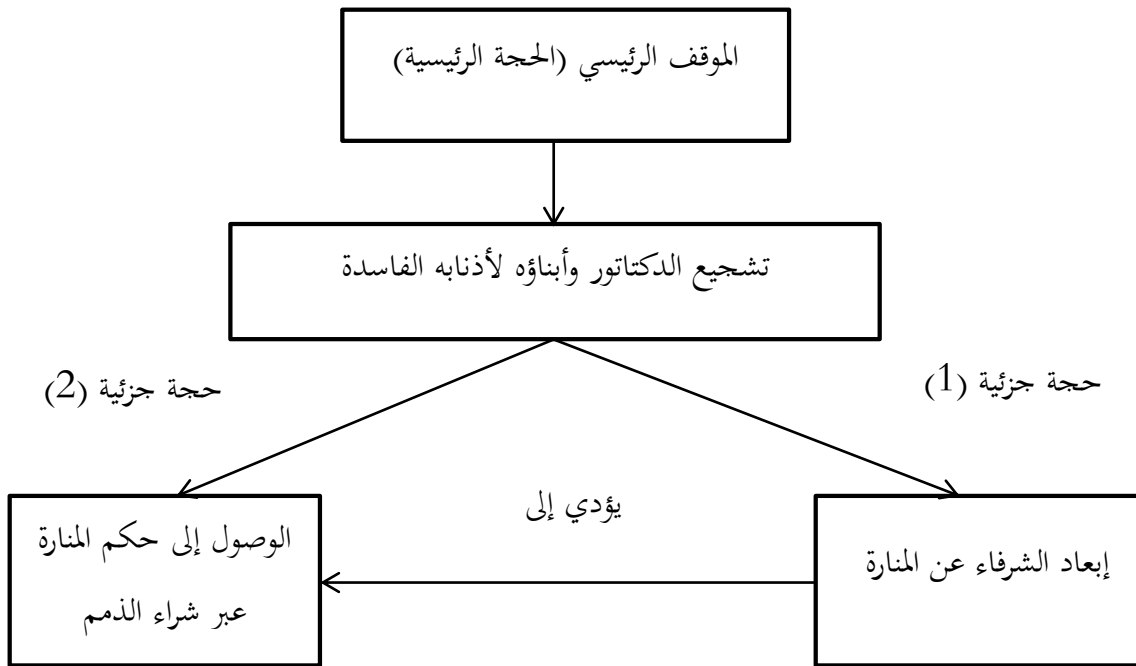 الموقف الرئيسي (الحجة الرئيسية)
تشجيع الدكتاتور وأبناؤه لأذنابه الفاسدة
حجة جزئية (1)
حجة جزئية (2)
يؤدي إلى
إبعاد الشرفاء عن المنارة
الوصول إلى حكم المنارة
عبر شراء الذمم